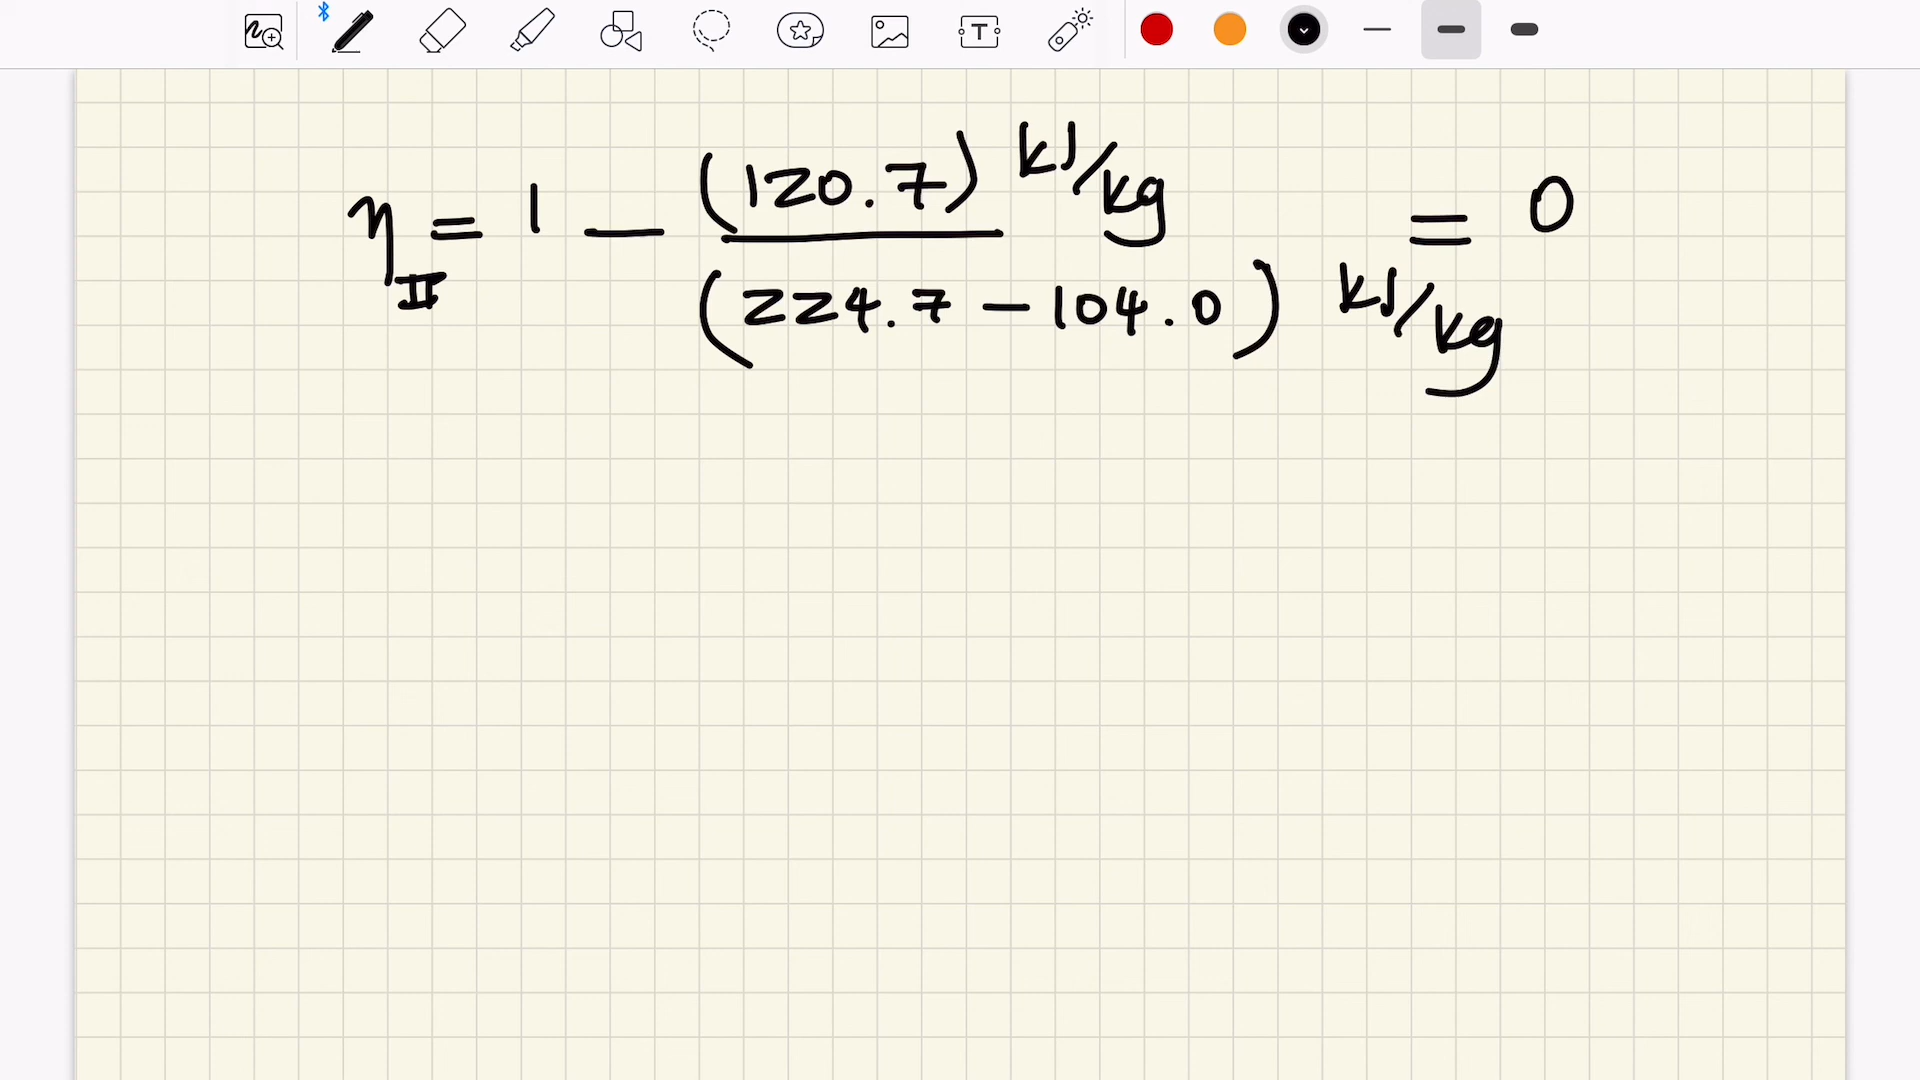 η_II = 1 — (120.7) kJ/kg / (224.7 – 104.0) kJ/kg = 0
T